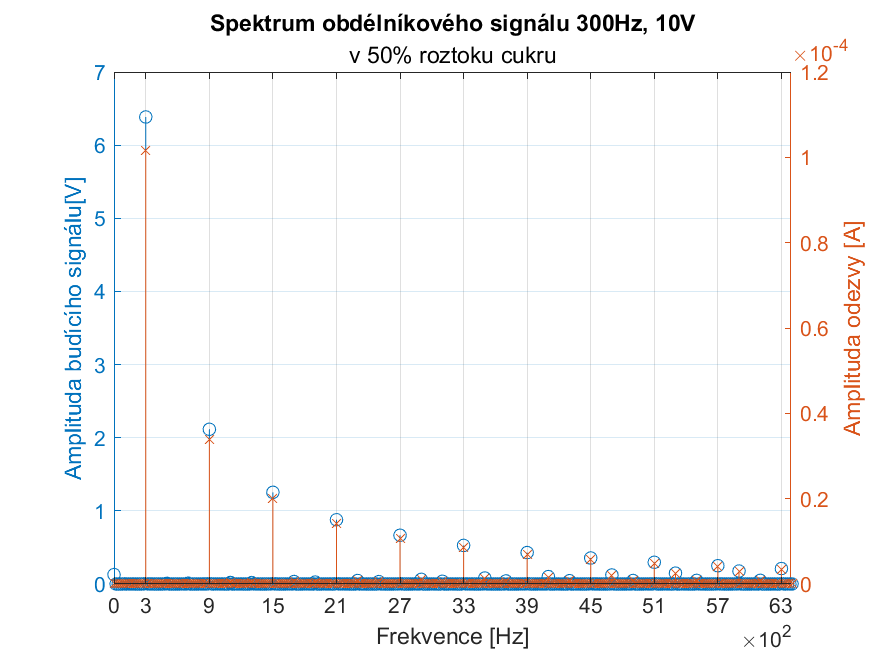 Spektrum obdélníkového signálu 300Hz, 10V
v 50% roztoku cukru
×10-4
7
6
5
4
3
2
1
0
Amplituda budícího signálu[V]
1.2
1
0.8
0.6
0.4
0.2
0
Amplituda odezvy [A]
0 3 9 15 21 27 33 39 45 51 57 63
Frekvence [Hz]
×102